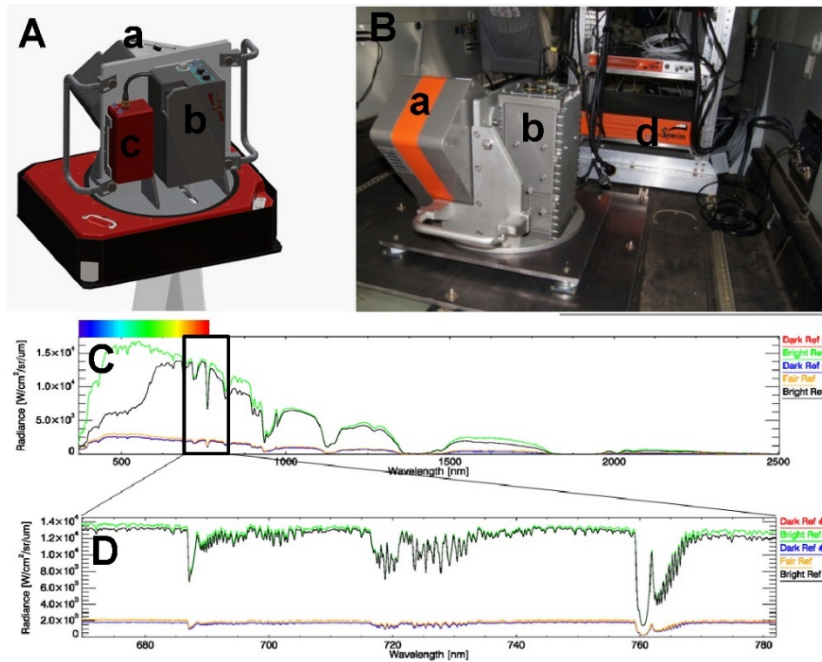 A
a
b
c
B
a
b
d
Specim
C
Radiance [W/cm²/sr/um]
1.5×10⁴
1.0×10⁴
5.0×10³
0
500
1000
1500
2000
2500
Wavelength [nm]
Dark Ref
Bright Re
Dark Ref
Fair Ref
Bright Re
D
Radiance [W/cm²/sr/um]
1.4×10⁴
1.2×10⁴
1.0×10⁴
8.0×10³
6.0×10³
4.0×10³
2.0×10³
0
680
700
720
740
760
780
Wavelength [nm]
Dark Ref #
Bright Ref
Dark Ref #
Fair Ref
Bright Ref